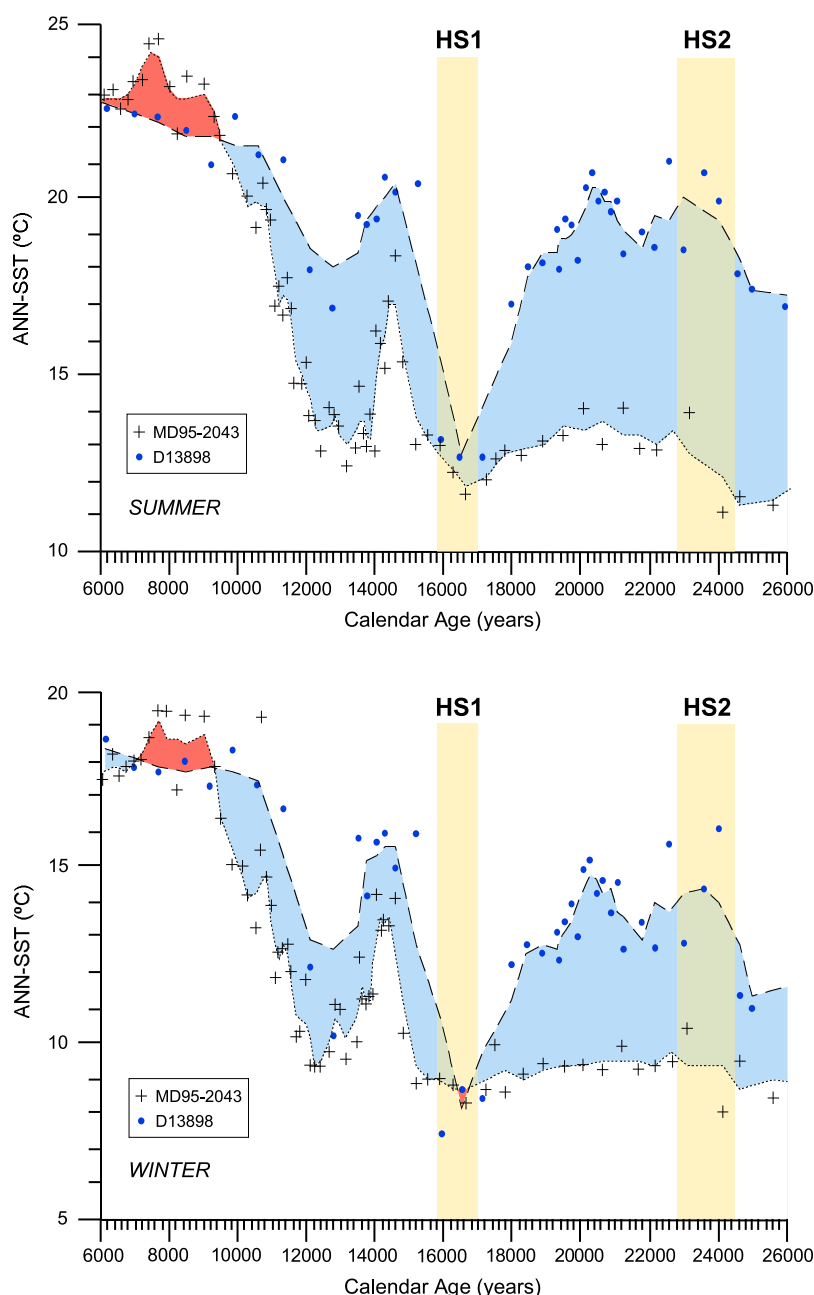 HS1 HS2
25
20
15
10
ANN-SST (ºC)
MD95-2043
D13898
SUMMER
6000 8000 10000 12000 14000 16000 18000 20000 22000 24000 26000
Calendar Age (years)
HS1 HS2
20
15
10
5
ANN-SST (ºC)
MD95-2043
D13898
WINTER
6000 8000 10000 12000 14000 16000 18000 20000 22000 24000 26000
Calendar Age (years)